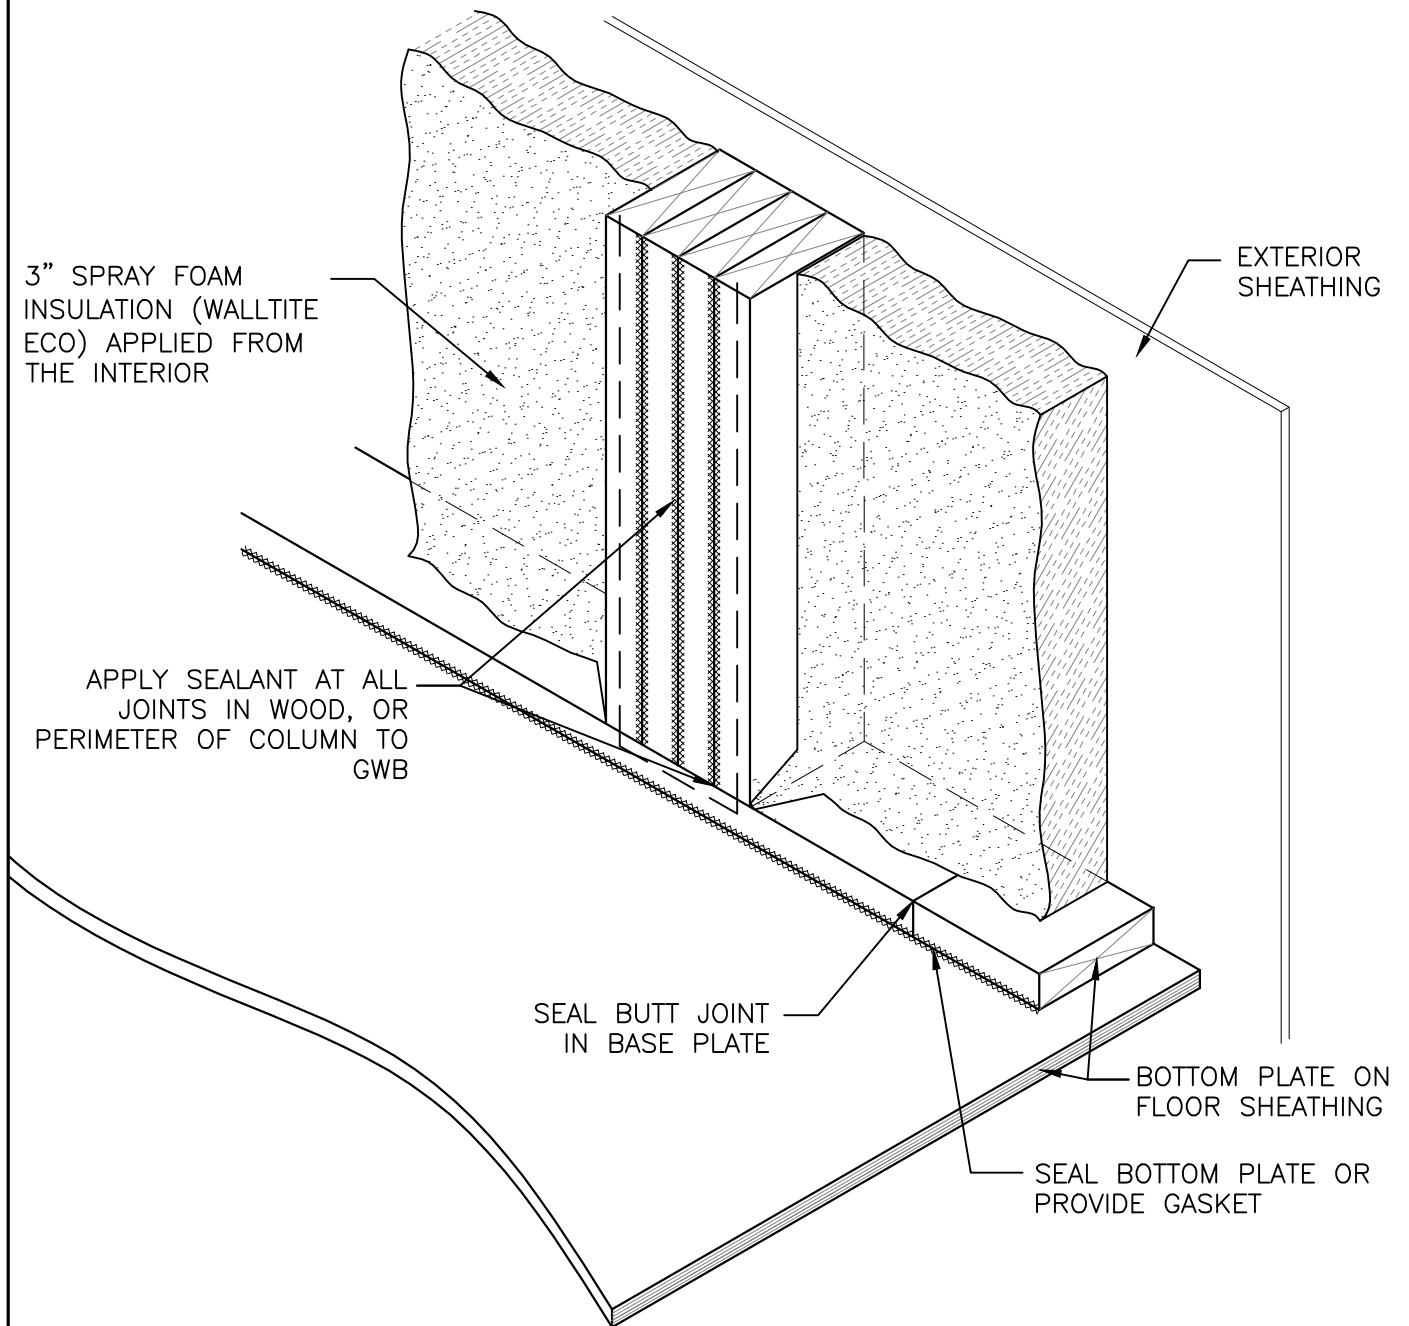 3” SPRAY FOAM
INSULATION (WALLTITE
ECO) APPLIED FROM
THE INTERIOR
EXTERIOR
SHEATHING
APPLY SEALANT AT ALL
JOINTS IN WOOD, OR
PERIMETER OF COLUMN TO
GWB
SEAL BUTT JOINT
IN BASE PLATE
BOTTOM PLATE ON
FLOOR SHEATHING
SEAL BOTTOM PLATE OR
PROVIDE GASKET